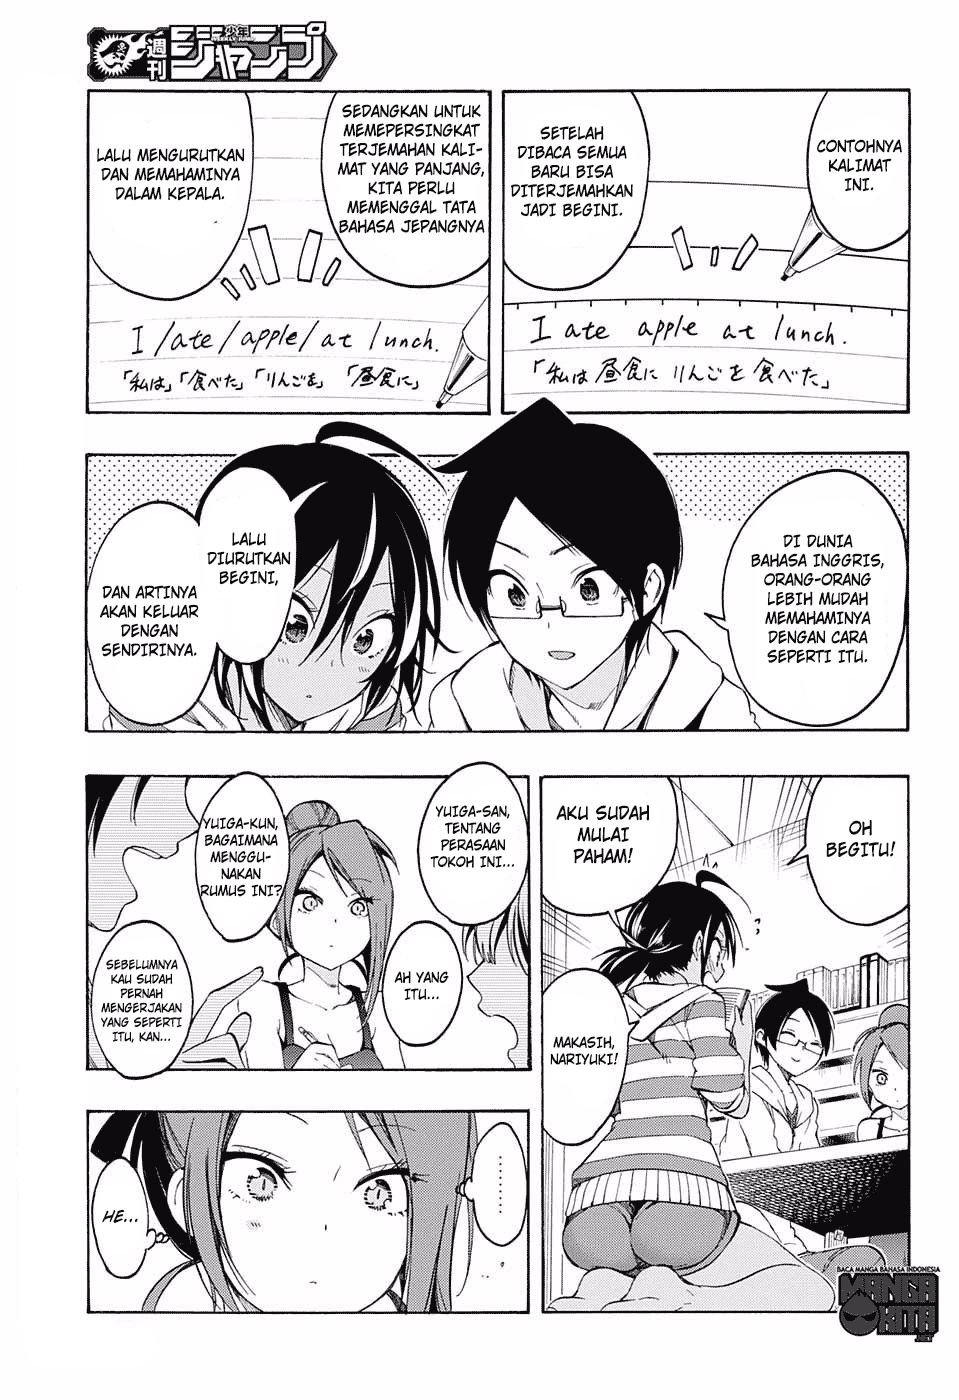 週刊
少年
ジャンプ
CONTOHNYA
KALIMAT
INI.
SETELAH
DIBACA SEMUA
BARU BISA
DITERJEMAHKAN
JADI BEGINI.
I ate apple at lunch.
「私は昼食にりんごを食べた」
SEDANGKAN UNTUK
MEMEPERSINGKAT
TERJEMAHAN KALI-
MAT YANG PANJANG,
KITA PERLU
MEMENGGAL TATA
BAHASA JEPANGNYA
LALU MENGURUTKAN
DAN MEMAHAMINYA
DALAM KEPALA.
I /ate /apple/ at lunch.
「私は」「食べた」「りんごを」「昼食に」
DI DUNIA
BAHASA INGGRIS,
ORANG-ORANG
LEBIH MUDAH
MEMAHAMINYA
DENGAN CARA
SEPERTI ITU.
LALU
DIURUTKAN
BEGINI,
DAN ARTINYA
AKAN KELUAR
DENGAN
SENDIRINYA.
OH
BEGITU!
AKU SUDAH
MULAI
PAHAM!
MAKASIH,
NARIYUKI!
YUIGA-SAN,
TENTANG
PERASAAN
TOKOH INI...
AH YANG
ITU...
YUIGA-KUN,
BAGAIMANA
MENGGU-
NAKAN
RUMUS INI?
SEBELUMNYA
KAU SUDAH
PERNAH
MENGERJAKAN
YANG SEPERTI
ITU, KAN...
.........
HE...
BACA MANGA BAHASA INDONESIA
MANGA
KITA
.NET